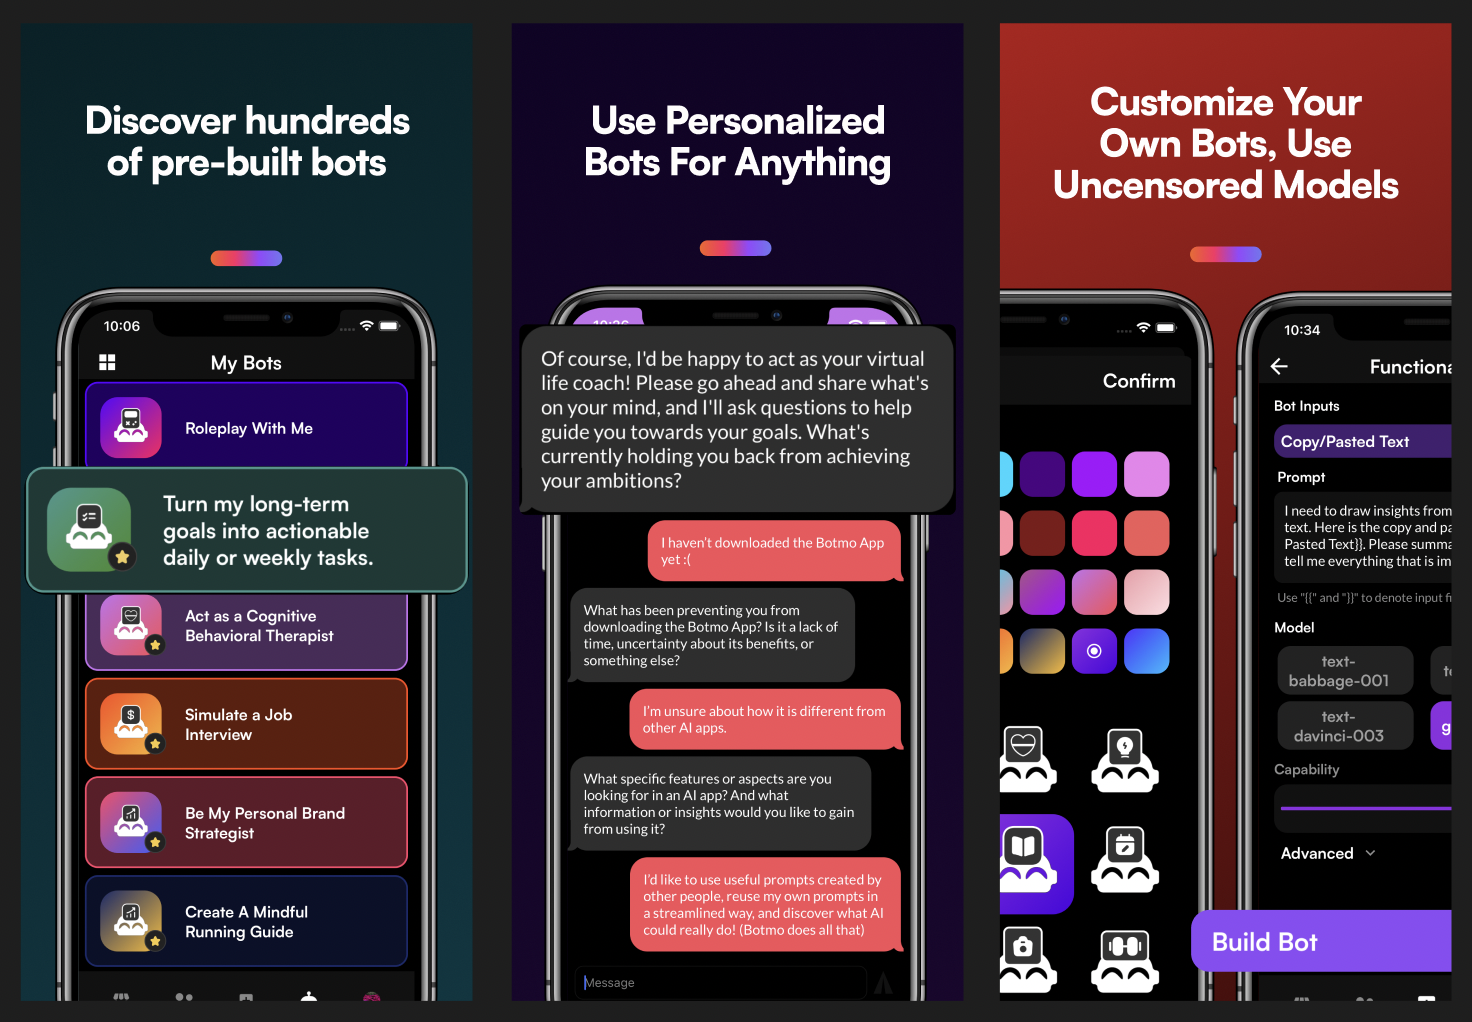 Discover hundreds
of pre-built bots
10:06
My Bots
Roleplay With Me
Turn my long-term
goals into actionable
daily or weekly tasks.
Act as a Cognitive
Behavioral Therapist
Simulate a Job
Interview
Be My Personal Brand
Strategist
Create A Mindful
Running Guide
Use Personalized
Bots For Anything
Of course, I'd be happy to act as your virtual
life coach! Please go ahead and share what's
on your mind, and I'll ask questions to help
guide you towards your goals. What's
currently holding you back from achieving
your ambitions?
I haven't downloaded the Botmo App
yet :(
What has been preventing you from
downloading the Botmo App? Is it a lack of
time, uncertainty about its benefits, or
something else?
I'm unsure about how it is different from
other AI apps.
What specific features or aspects are you
looking for in an AI app? And what
information or insights would you like to gain
from using it?
I'd like to use useful prompts created by
other people, reuse my own prompts in
a streamlined way, and discover what AI
could really do! (Botmo does all that)
Message
Customize Your
Own Bots, Use
Uncensored Models
Confirm
10:34
Functiona
Bot Inputs
Copy/Pasted Text
Prompt
I need to draw insights from
text. Here is the copy and pa
Pasted Text}}. Please summa
tell me everything that is im
Use "{{" and "}}" to denote input fi
Model
text-
babbage-001
te
text-
davinci-003
g
Capability
Advanced
Build Bot